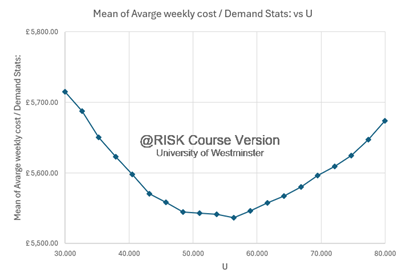 Mean of Avarge weekly cost / Demand Stats: vs U
£ 5,800.00
£ 5,700.00
£ 5,600.00
£ 5,500.00
Mean of Avarge weekly cost / Demand Stats:
@RISK Course Version
University of Westminster
30.000 40.000 50.000 60.000 70.000 80.000
U